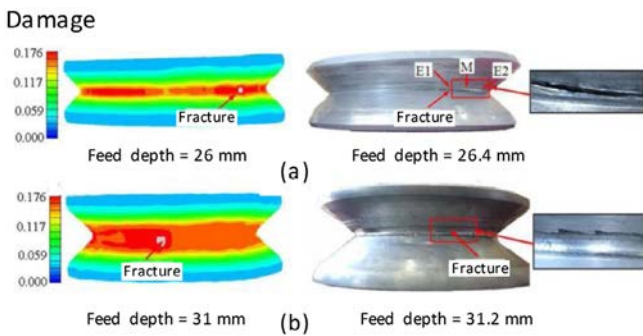 Damage
0.176
0.117
0.059
0.000
Fracture
Feed depth = 26 mm
E1
M
E2
Fracture
Feed depth = 26.4 mm
(a)
0.176
0.117
0.059
0.000
Fracture
Feed depth = 31 mm
Fracture
Feed depth = 31.2 mm
(b)